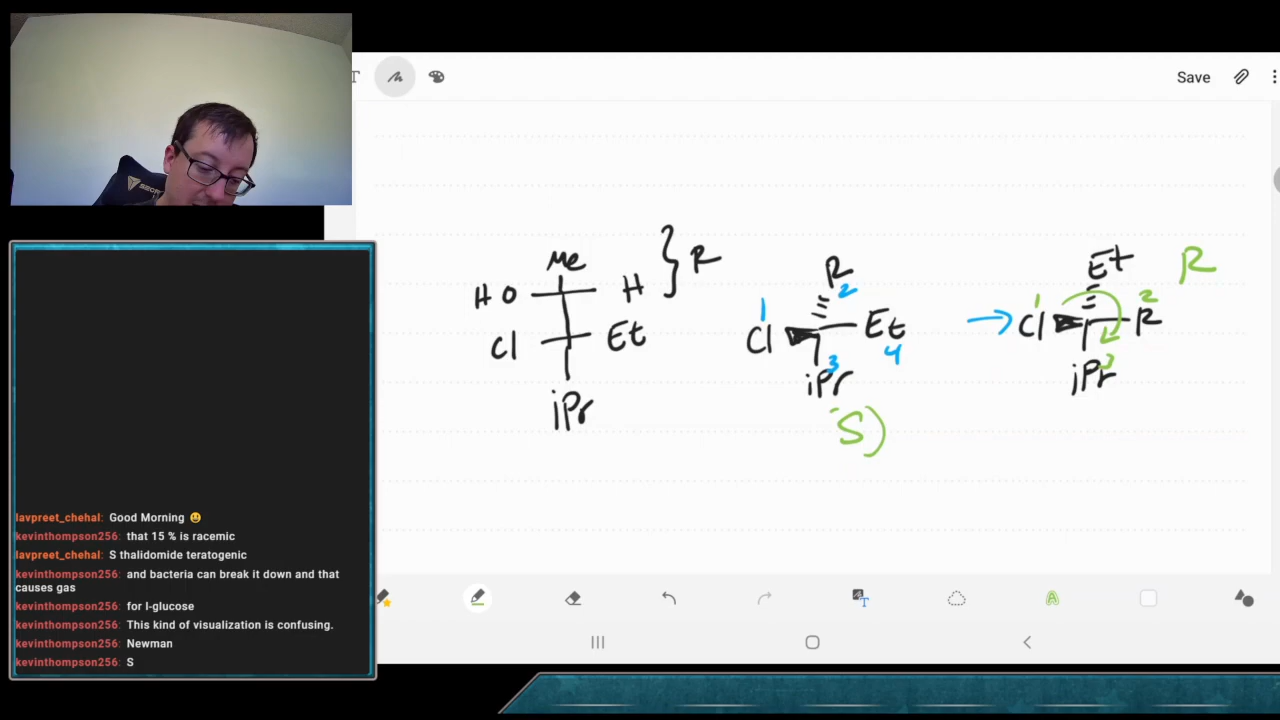 T
Save
SECRE
Me
HO H } R
Cl Et
iPr
R
2
1
Cl Et
4
3
iPr
S)
Et R
1 2
Cl R
3
iPr
lavpreet_chehal: Good Morning 😃
kevinthompson256: that 15 % is racemic
lavpreet_chehal: S thalidomide teratogenic
kevinthompson256: and bacteria can break it down and that
causes gas
kevinthompson256: for l-glucose
kevinthompson256: This kind of visualization is confusing.
kevinthompson256: Newman
kevinthompson256: S